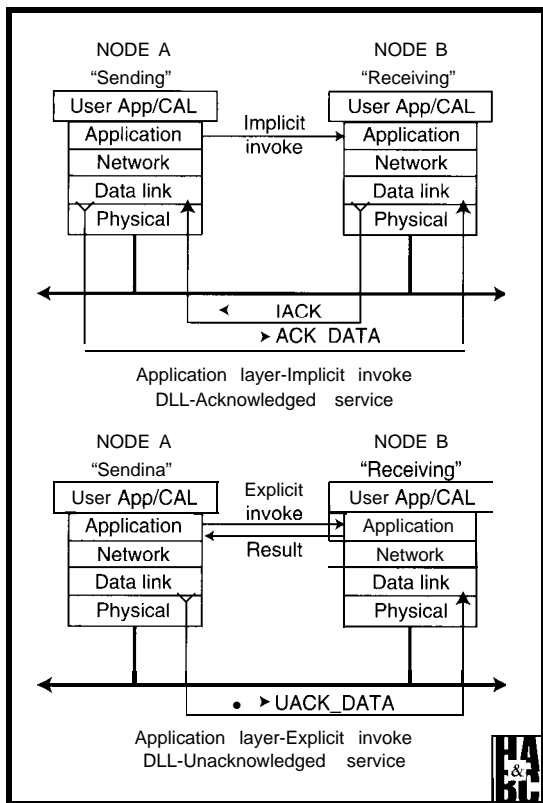 NODE A
NODE B
“Sending”
“Receiving”
User App/CAL
User App/CAL
Application
Implicit
invoke
Application
Network
Network
Data link
Data link
Physical
Physical
IACK
ACK DATA
Application layer-Implicit invoke
DLL-Acknowledged service
NODE A
NODE B
“Sendina”
“Receiving”
User App/CAL
Explicit
invoke
User App/CAL
Application
Application
Result
Network
Network
Data link
Data link
Physical
Physical
UACK_DATA
Application layer-Explicit invoke
DLL-Unacknowledged service
HA
&
BC